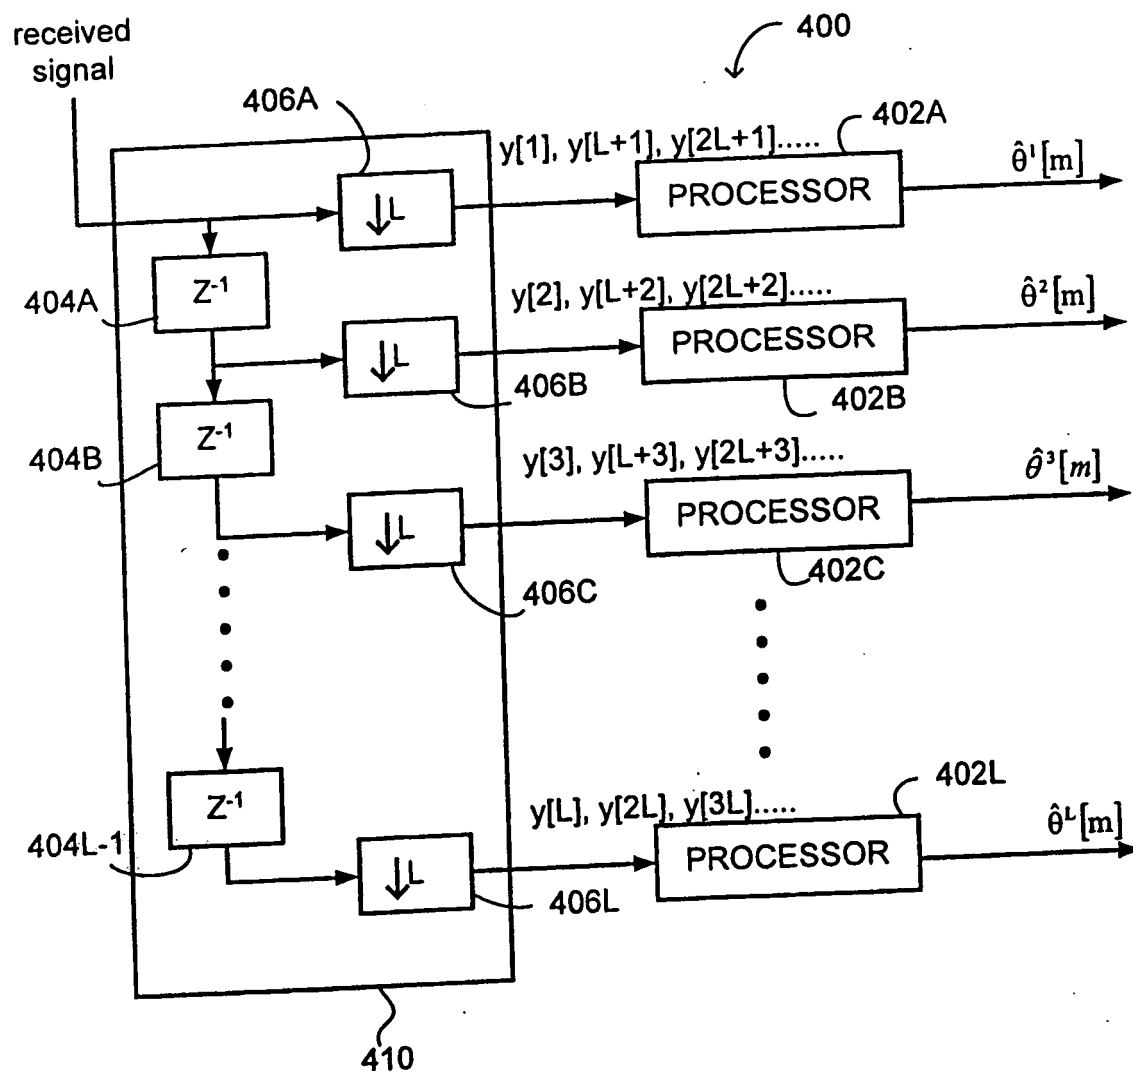 received
signal
400
406A
402A
y[1], y[L+1], y[2L+1].....
PROCESSOR
θ̂¹[m]
↓L
404A
Z⁻¹
y[2], y[L+2], y[2L+2].....
PROCESSOR
θ̂²[m]
↓L
406B
402B
404B
Z⁻¹
y[3], y[L+3], y[2L+3].....
PROCESSOR
θ̂³[m]
↓L
406C
402C
402L
y[L], y[2L], y[3L].....
PROCESSOR
θ̂ᴸ[m]
Z⁻¹
404L-1
↓L
406L
410